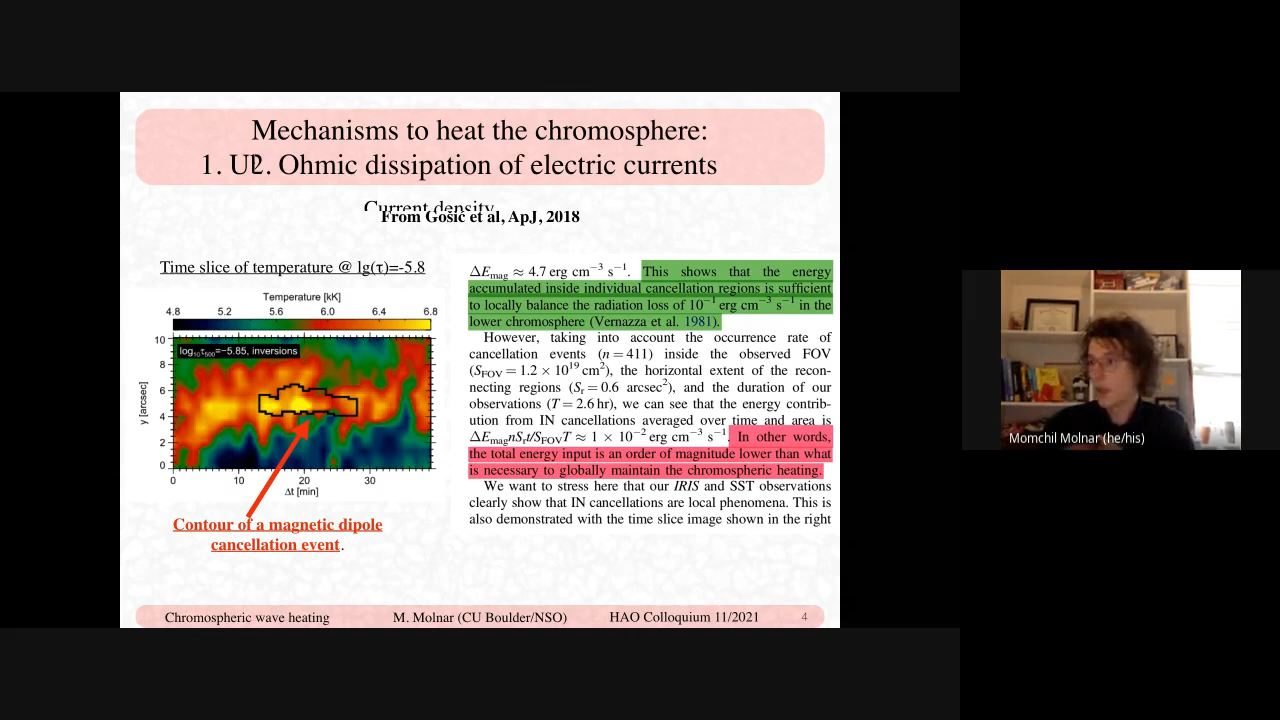 Mechanisms to heat the chromosphere:
1. U2. Ohmic dissipation of electric currents
Current density
From Gošić et al, ApJ, 2018
Time slice of temperature @ lg(τ)=-5.8
Temperature [kK]
4.8 5.2 5.6 6.0 6.4 6.8
log₁₀τ₅₀₀=−5.85, inversions
10
8
6
4
2
0
y [arcsec]
0 10 20 30
Δt [min]
Contour of a magnetic dipole
cancellation event.
ΔE_mag ≈ 4.7 erg cm⁻³ s⁻¹. This shows that the energy
accumulated inside individual cancellation regions is sufficient
to locally balance the radiation loss of 10⁻¹ erg cm⁻³ s⁻¹ in the
lower chromosphere (Vernazza et al. 1981).
However, taking into account the occurrence rate of
cancellation events (n = 411) inside the observed FOV
(S_FOV = 1.2 × 10¹⁹ cm²), the horizontal extent of the recon-
necting regions (S_r = 0.6 arcsec²), and the duration of our
observations (T = 2.6 hr), we can see that the energy contrib-
ution from IN cancellations averaged over time and area is
ΔE_mag nS_r t/S_FOV T ≈ 1 × 10⁻² erg cm⁻³ s⁻¹. In other words,
the total energy input is an order of magnitude lower than what
is necessary to globally maintain the chromospheric heating.
We want to stress here that our IRIS and SST observations
clearly show that IN cancellations are local phenomena. This is
also demonstrated with the time slice image shown in the right
Chromospheric wave heating M. Molnar (CU Boulder/NSO) HAO Colloquium 11/2021 4
Momchil Molnar (he/his)